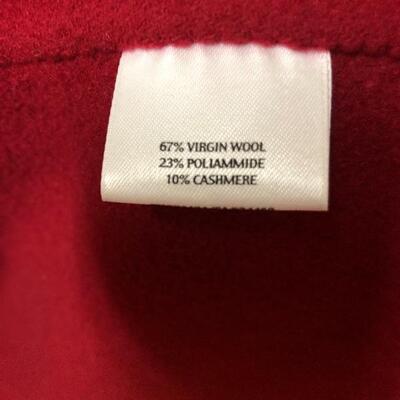 67% VIRGIN WOOL
23% POLIAMMIDE
10% CASHMERE